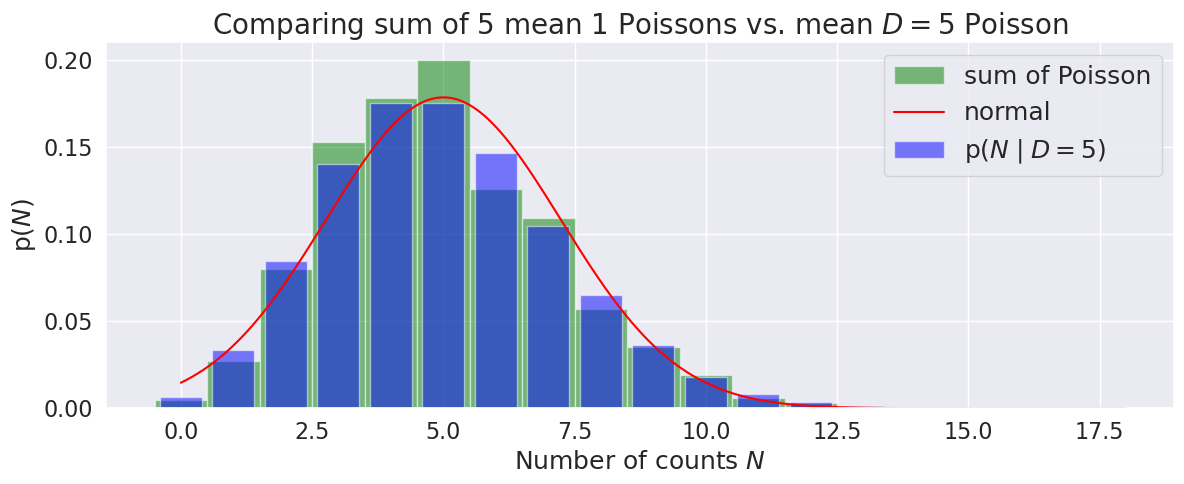 Comparing sum of 5 mean 1 Poissons vs. mean D = 5 Poisson
sum of Poisson
normal
p(N | D = 5)
p(N)
0.20
0.15
0.10
0.05
0.00
0.0 2.5 5.0 7.5 10.0 12.5 15.0 17.5
Number of counts N